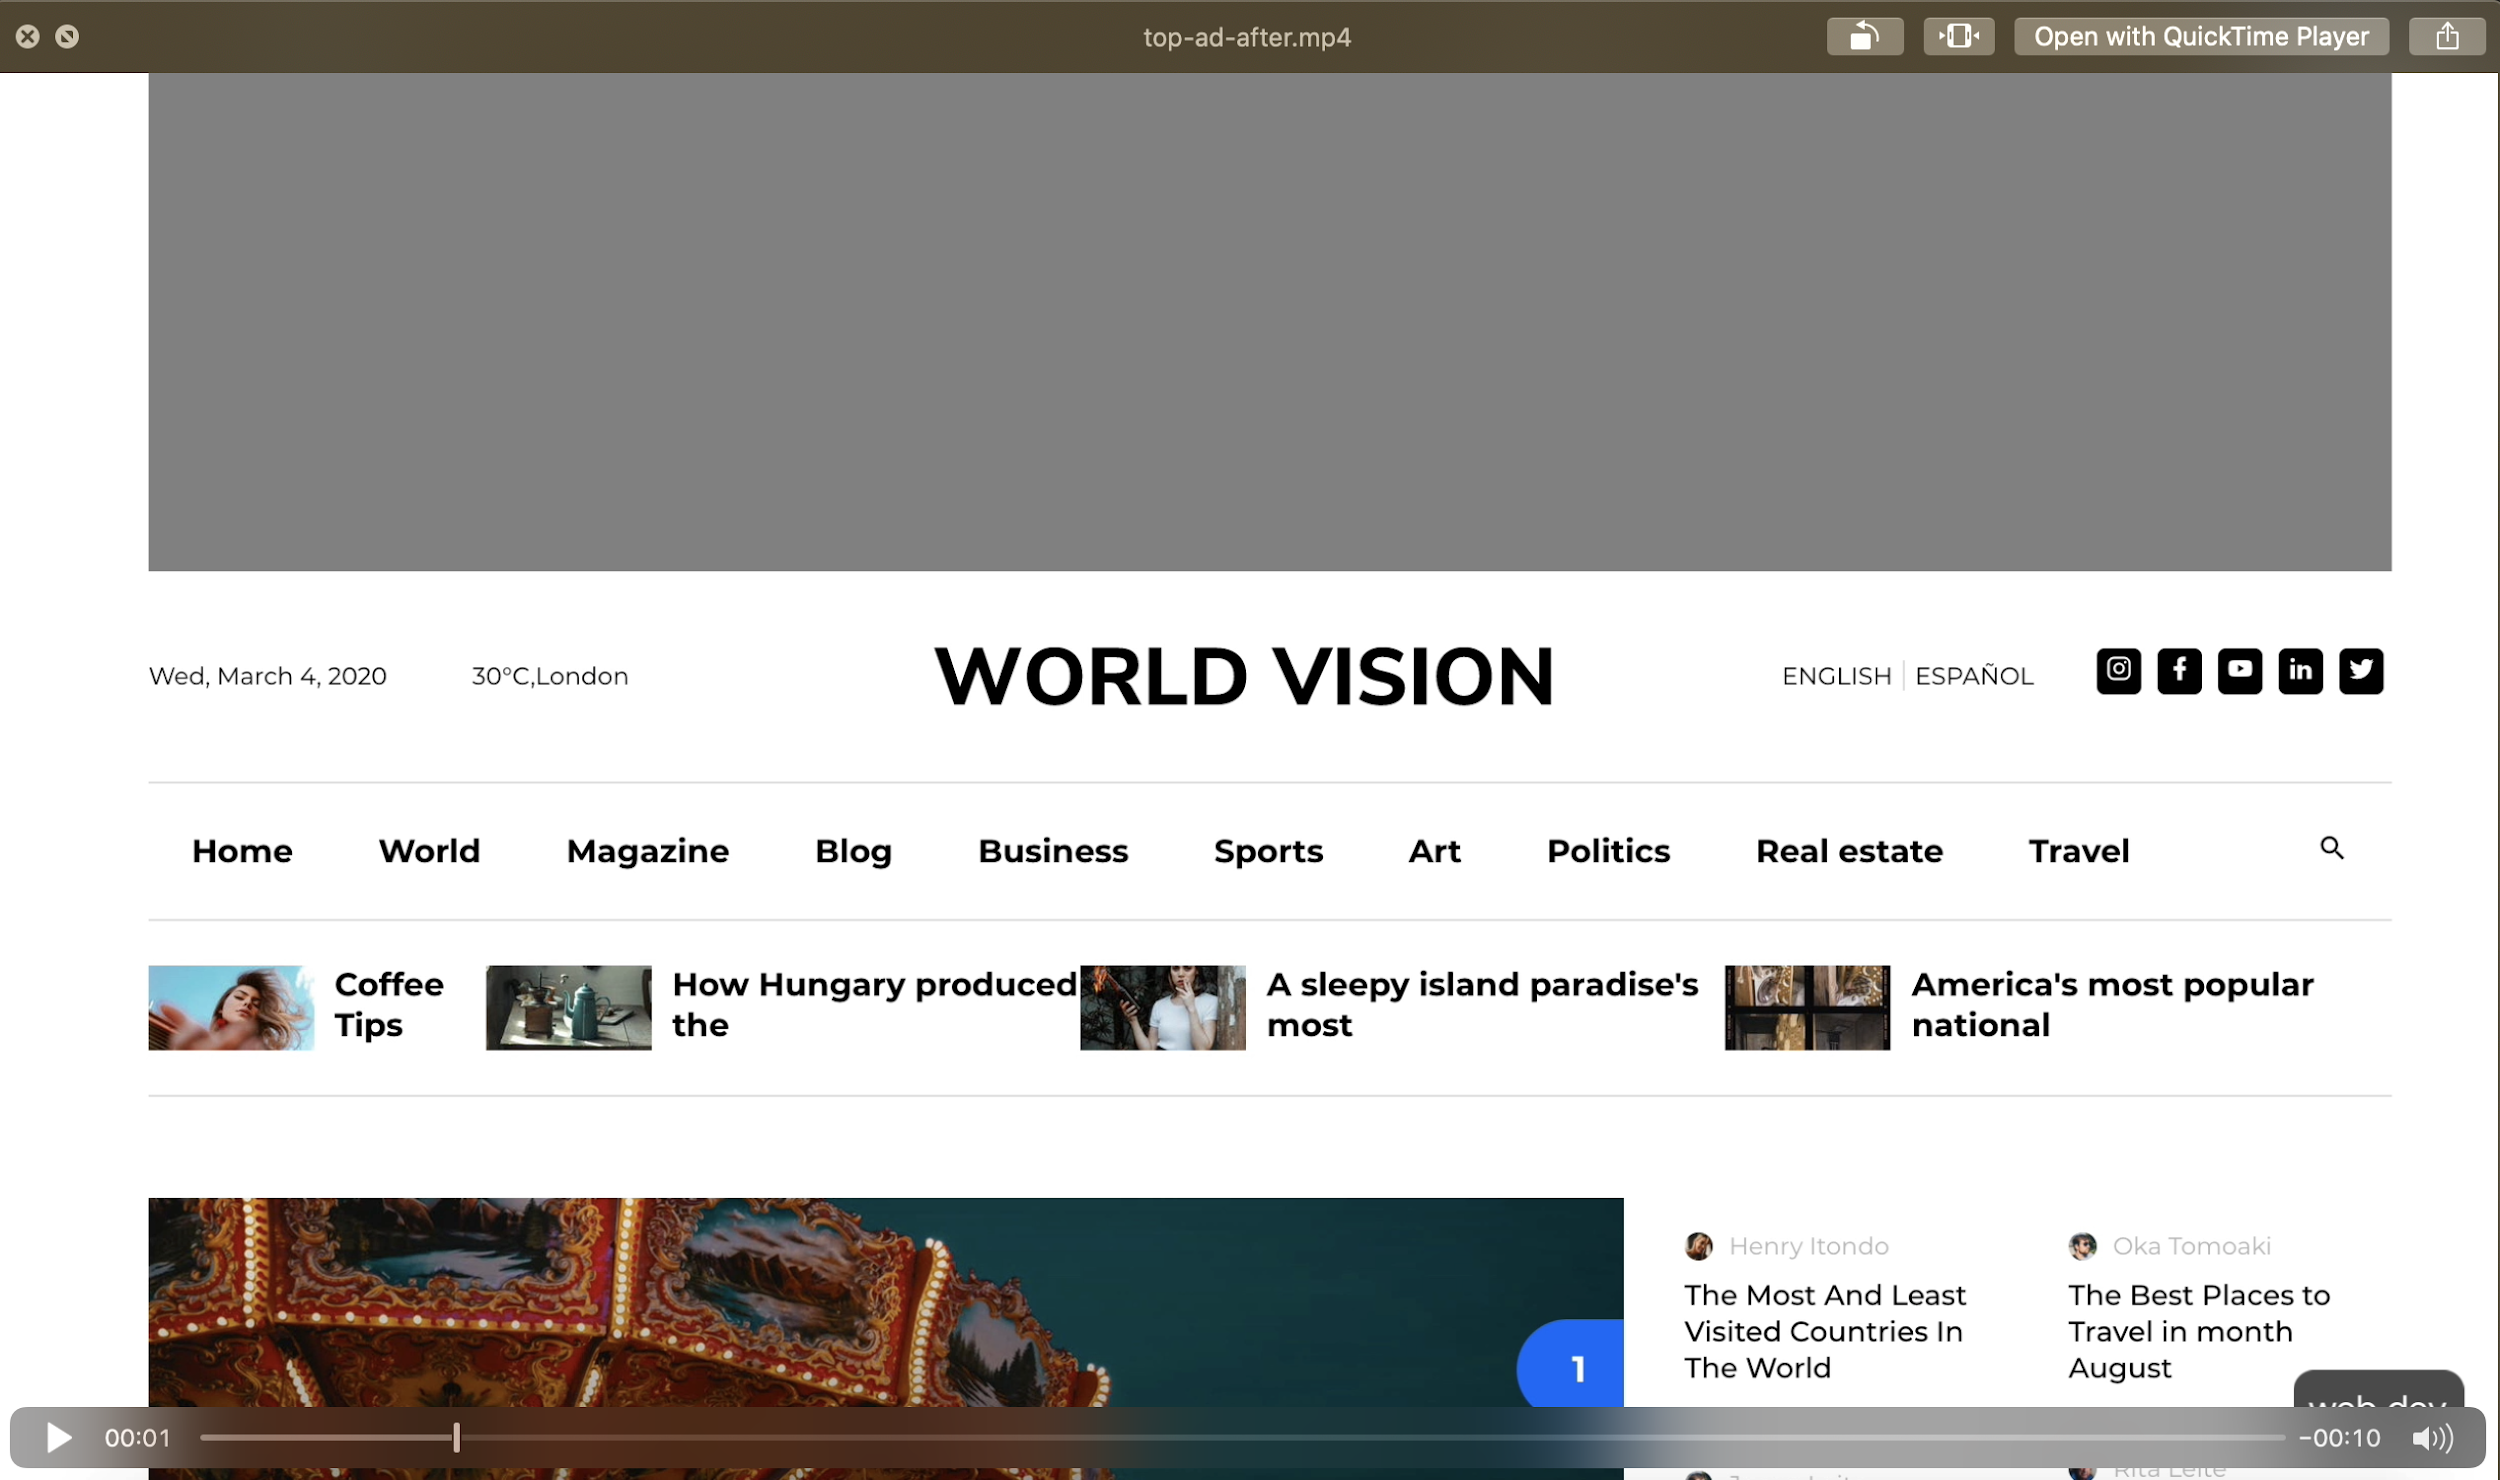 top-ad-after.mp4
Open with QuickTime Player
Wed, March 4, 2020
30°C,London
WORLD VISION
ENGLISH
ESPAÑOL
Home World Magazine Blog Business Sports Art Politics Real estate Travel
Coffee
Tips
How Hungary produced
the
A sleepy island paradise's
most
America's most popular
national
Henry Itondo
The Most And Least
Visited Countries In
The World
Oka Tomoaki
The Best Places to
Travel in month
August
1
00:01
-00:10
Rita Leite